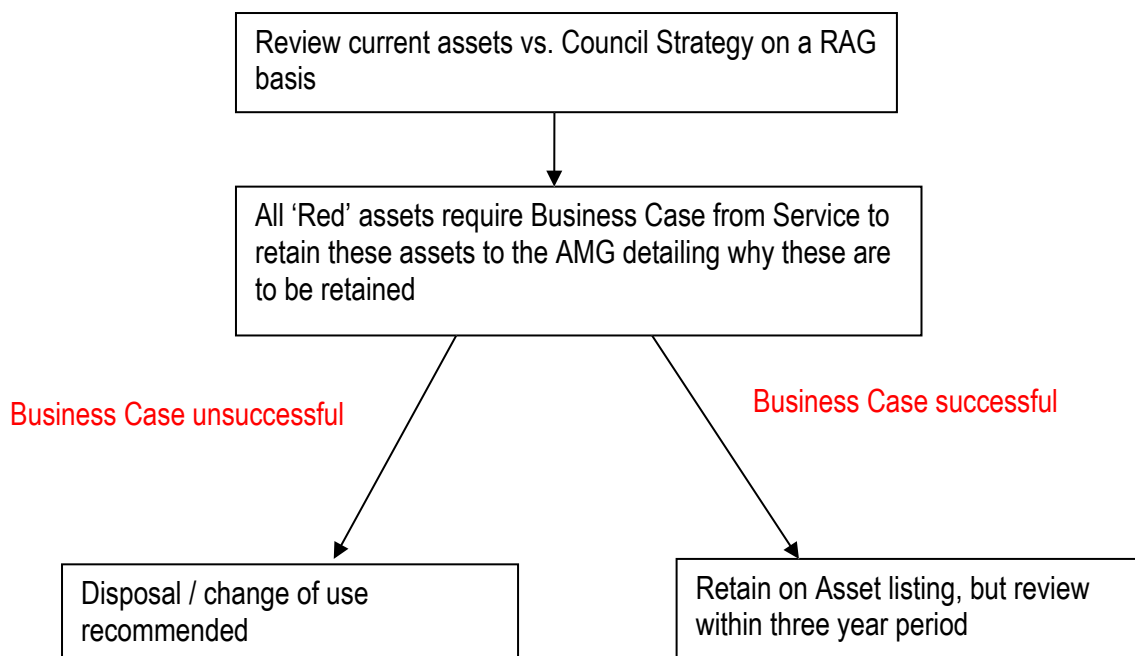 Review current assets vs. Council Strategy on a RAG
basis
All ‘Red’ assets require Business Case from Service to
retain these assets to the AMG detailing why these are
to be retained
Business Case unsuccessful
Business Case successful
Disposal / change of use
recommended
Retain on Asset listing, but review
within three year period